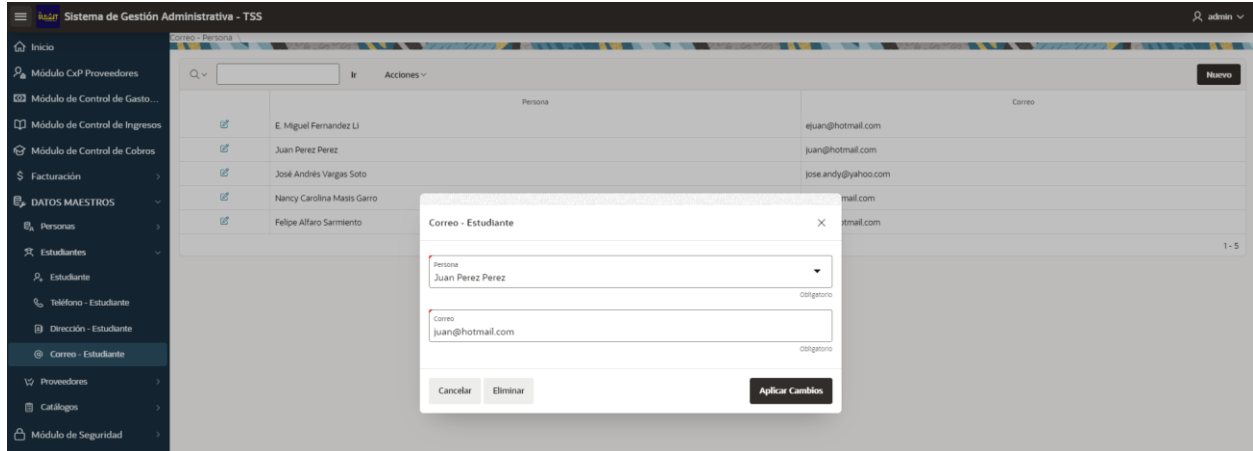 Sistema de Gestión Administrativa - TSS
admin
Inicio
Módulo CxP Proveedores
Módulo de Control de Gasto...
Módulo de Control de Ingresos
Módulo de Control de Cobros
Facturación
DATOS MAESTROS
Personas
Estudiantes
Estudiante
Teléfono - Estudiante
Dirección - Estudiante
Correo - Estudiante
Proveedores
Catálogos
Módulo de Seguridad
Correo - Persona \
Ir
Acciones
Nuevo
Persona Correo
E. Miguel Fernandez Li ejuan@hotmail.com
Juan Perez Perez juan@hotmail.com
José Andrés Vargas Soto jose.andy@yahoo.com
Nancy Carolina Masis Garro mail.com
Felipe Alfaro Sarmiento otmail.com
1 - 5
Correo - Estudiante
Persona
Juan Perez Perez
Obligatorio
Correo
juan@hotmail.com
Obligatorio
Cancelar
Eliminar
Aplicar Cambios